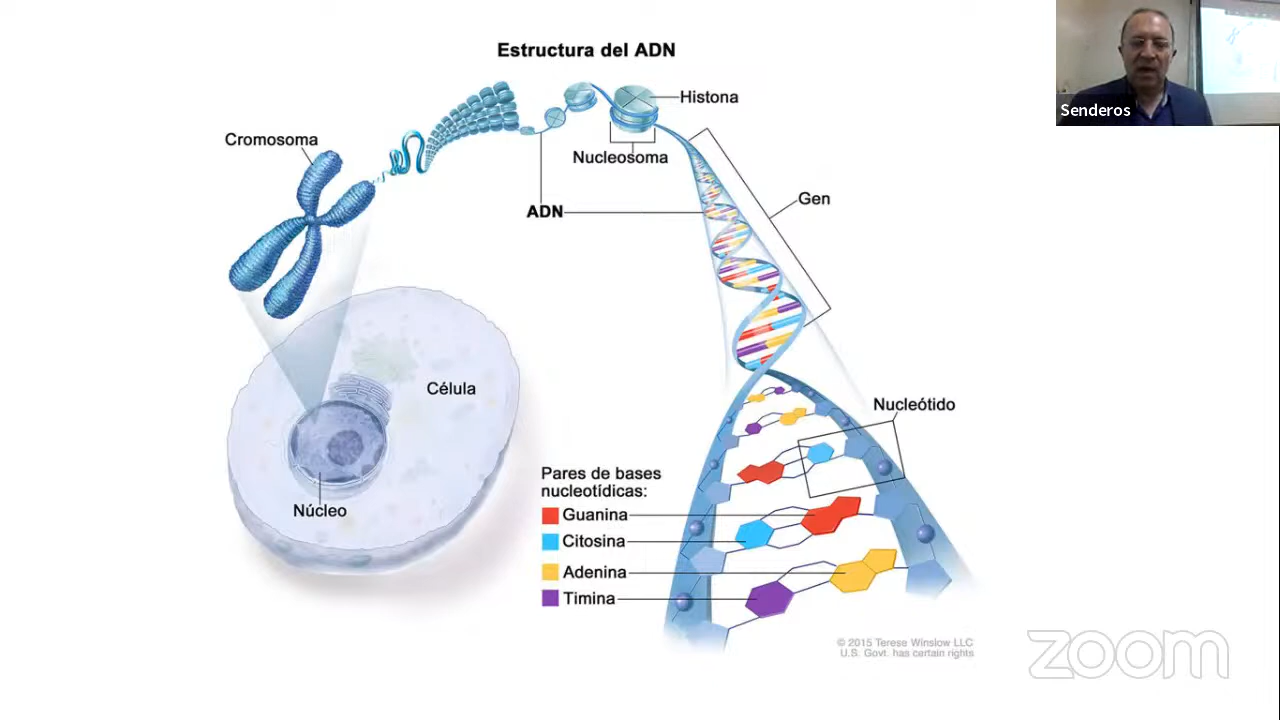 Estructura del ADN
Senderos
Histona
Cromosoma
Nucleosoma
Gen
ADN
Célula
Nucleótido
Pares de bases
nucleotídicas:
Guanina
Citosina
Adenina
Timina
Núcleo
© 2015 Terese Winslow LLC
U.S. Govt. has certain rights
zoom